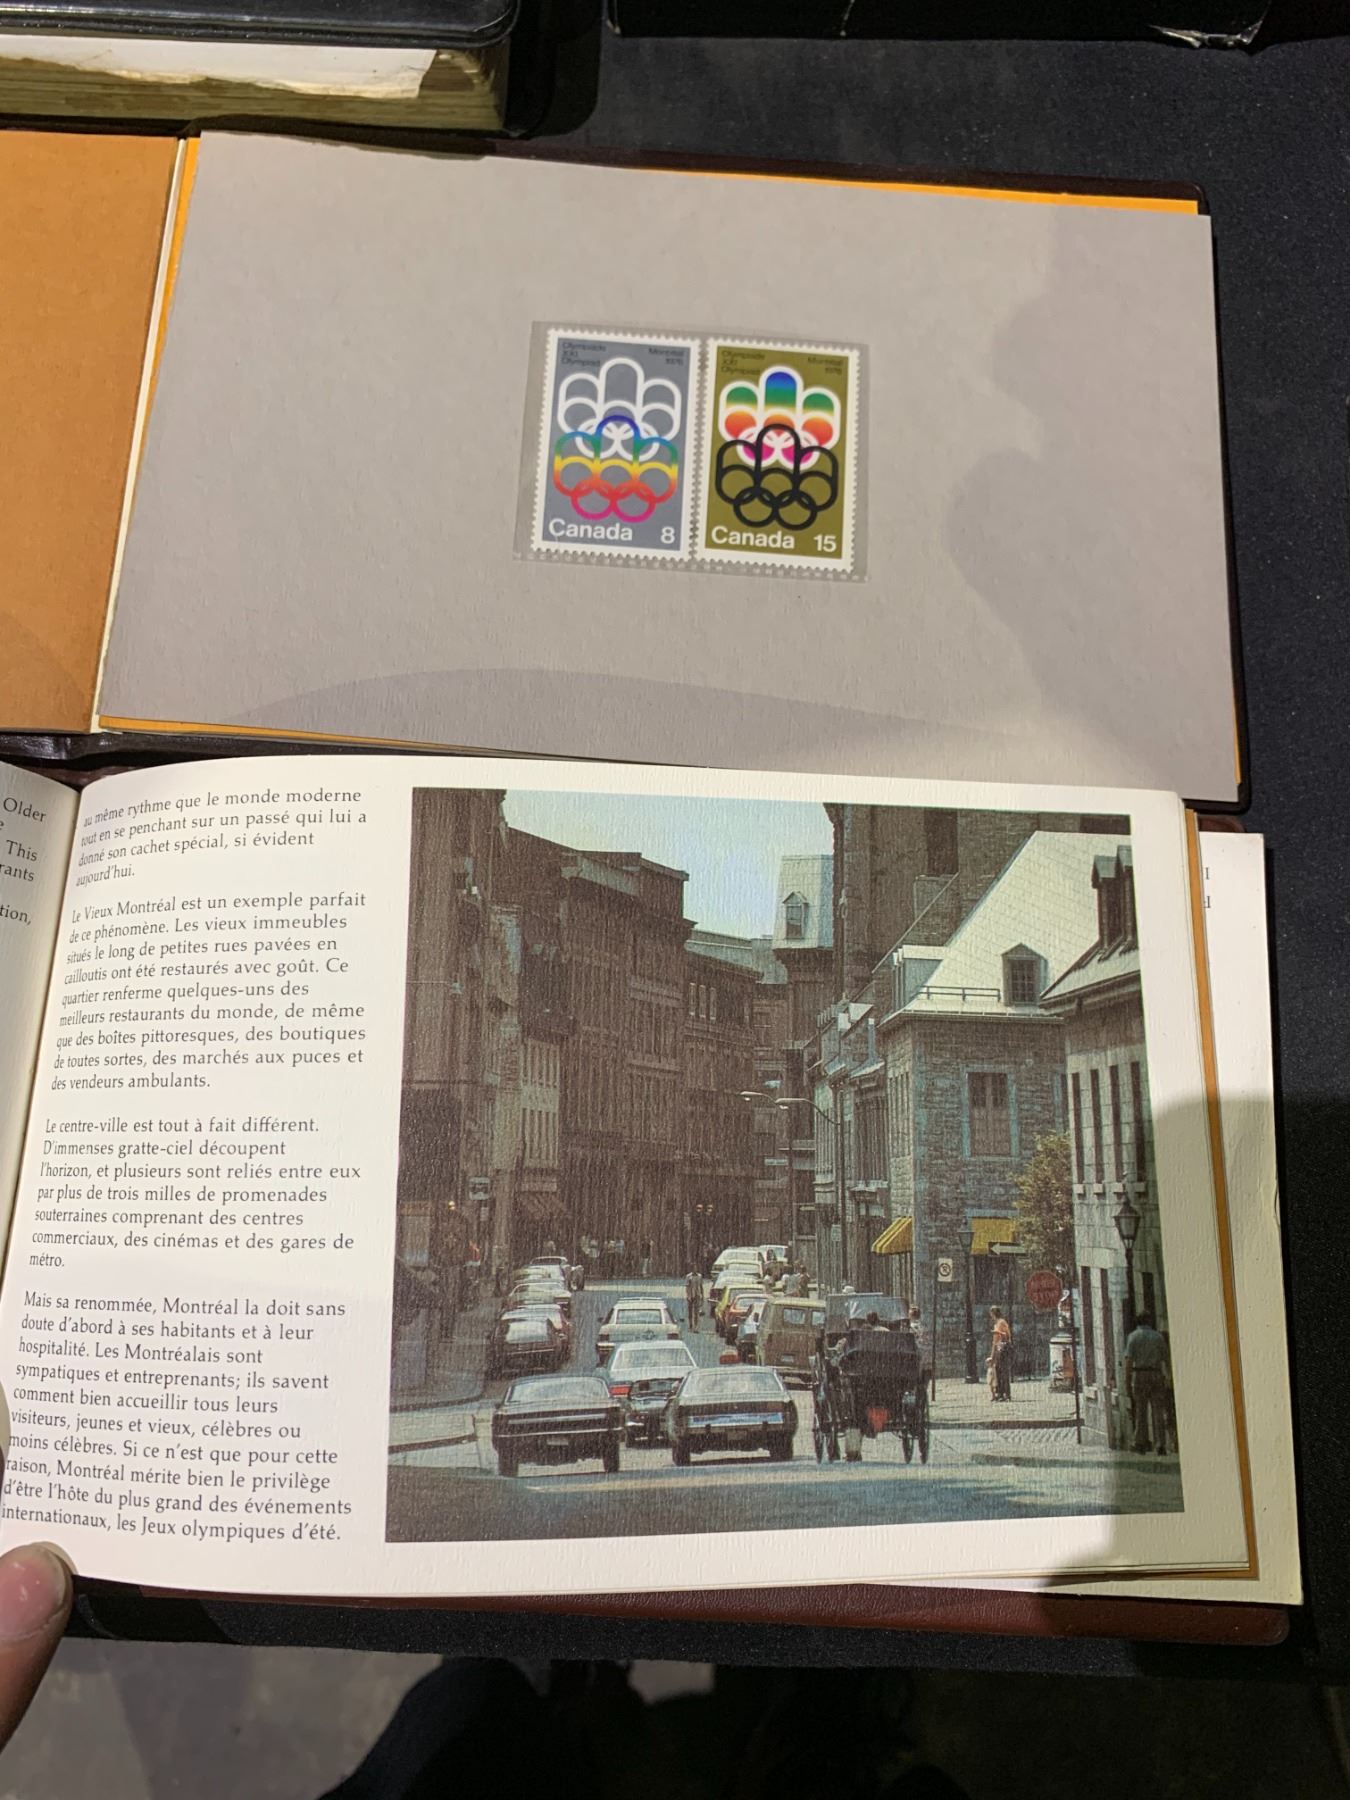 Olympiade
XXI
Olympiad
Montréal
1976
Canada 8
Olympiade
XXI
Olympiad
Montréal
1976
Canada 15
Older
This
rants
tion,
au même rythme que le monde moderne
tout en se penchant sur un passé qui lui a
donné son cachet spécial, si évident
aujourd'hui.
Le Vieux Montréal est un exemple parfait
de ce phénomène. Les vieux immeubles
situés le long de petites rues pavées en
cailloutis ont été restaurés avec goût. Ce
quartier renferme quelques-uns des
meilleurs restaurants du monde, de même
que des boîtes pittoresques, des boutiques
de toutes sortes, des marchés aux puces et
des vendeurs ambulants.
Le centre-ville est tout à fait différent.
D'immenses gratte-ciel découpent
l'horizon, et plusieurs sont reliés entre eux
par plus de trois milles de promenades
souterraines comprenant des centres
commerciaux, des cinémas et des gares de
métro.
Mais sa renommée, Montréal la doit sans
doute d'abord à ses habitants et à leur
hospitalité. Les Montréalais sont
sympatiques et entreprenants; ils savent
comment bien accueillir tous leurs
visiteurs, jeunes et vieux, célèbres ou
moins célèbres. Si ce n'est que pour cette
raison, Montréal mérite bien le privilège
d'être l'hôte du plus grand des événements
internationaux, les Jeux olympiques d'été.